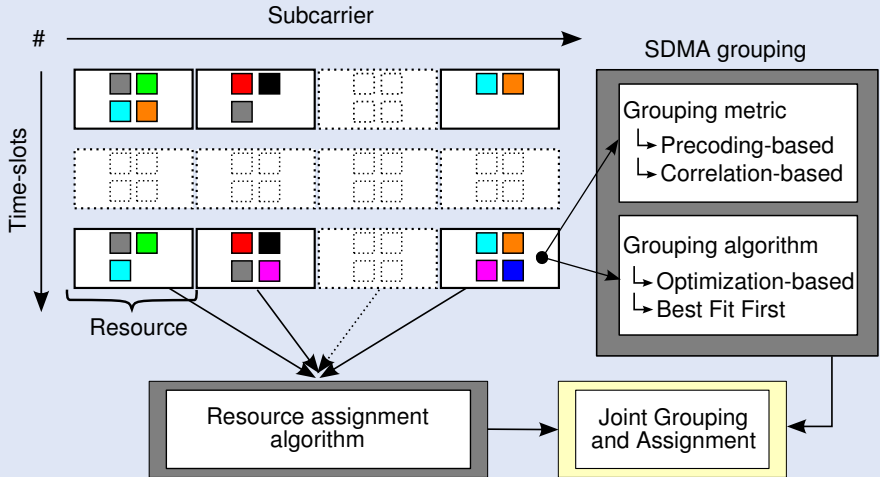 Subcarrier
#
SDMA grouping
Time-slots
Grouping metric
Precoding-based
Correlation-based
Grouping algorithm
Optimization-based
Best Fit First
Resource
Resource assignment
algorithm
Joint Grouping
and Assignment